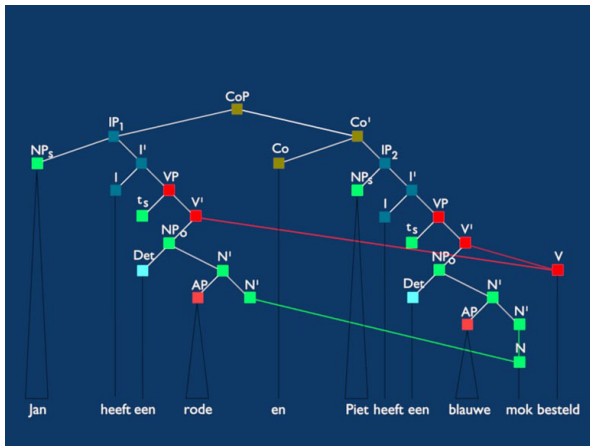 CoP
IP1 Co'
NPs I' Co IP2
I VP NPs I'
ts V' I VP
NPo ts V'
Det N' NPo V
AP N' Det N'
AP N'
N
Jan heeft een rode en Piet heeft een blauwe mok besteld